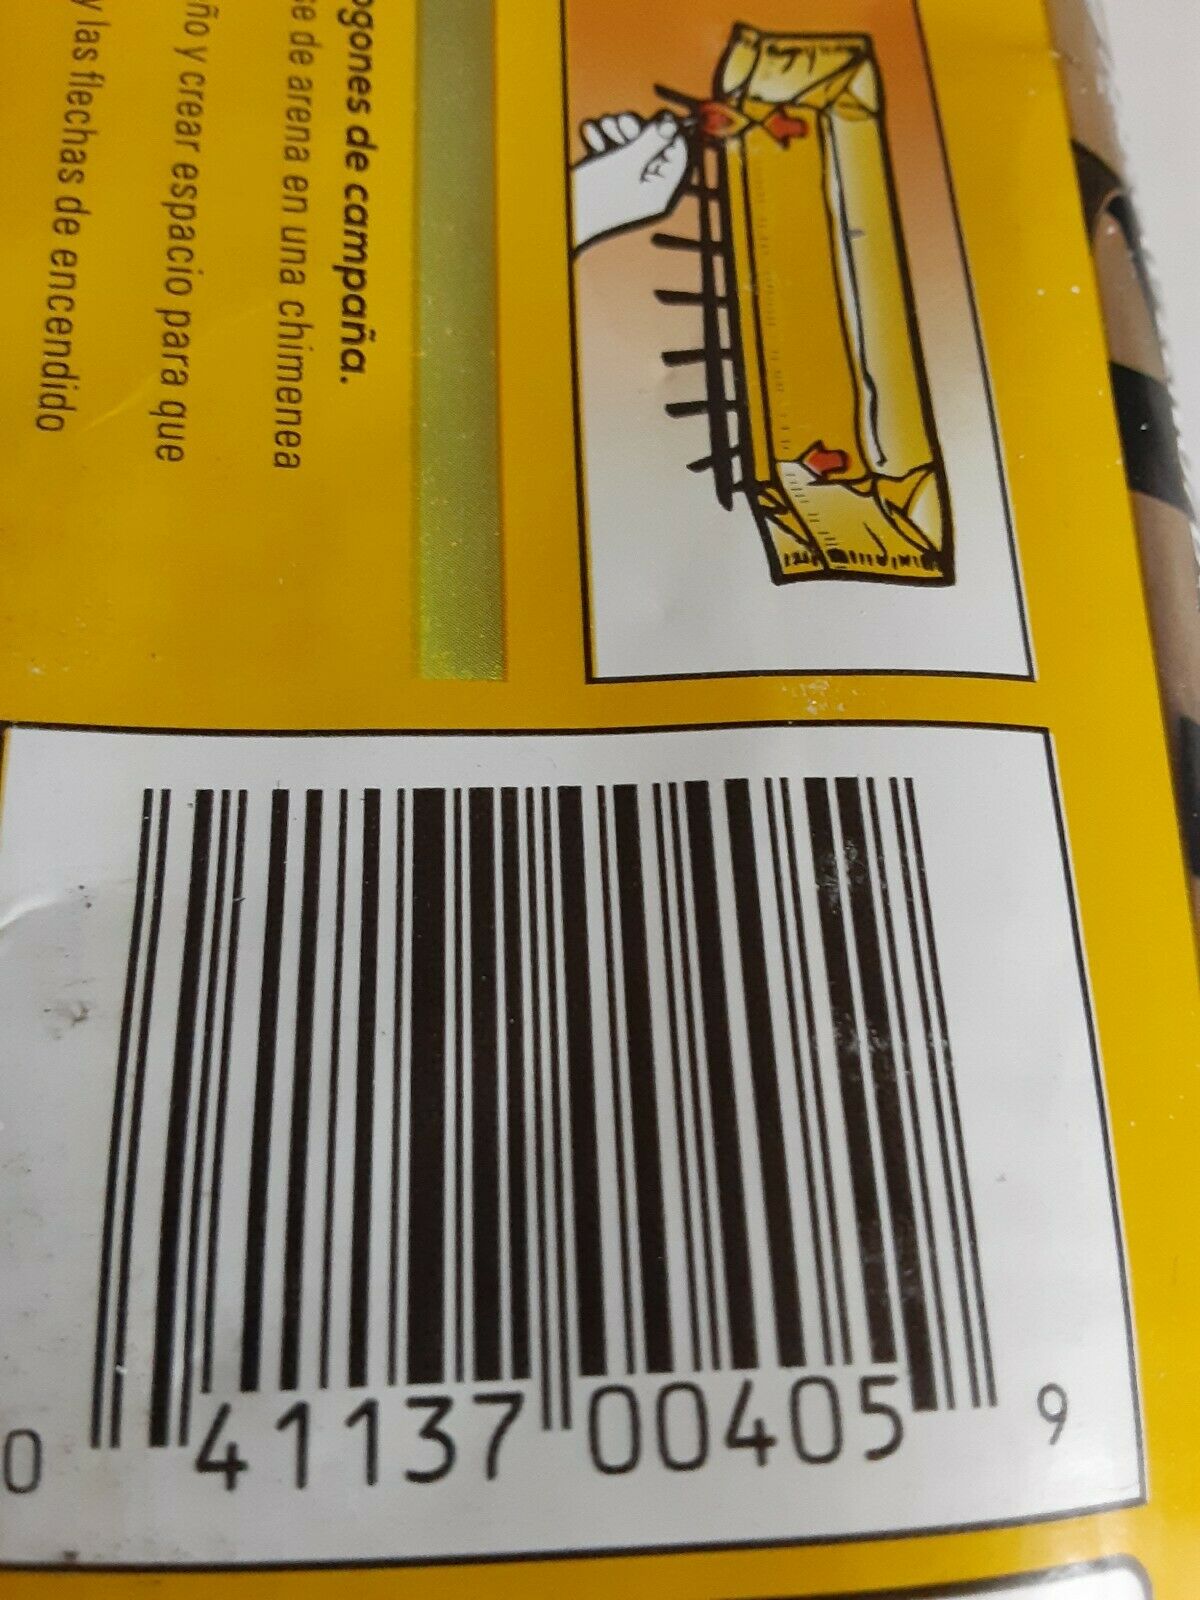 ogones de campaña.
se de arena en una chimenea
ño y crear espacio para que
y las flechas de encendido
0 41137 00405 9